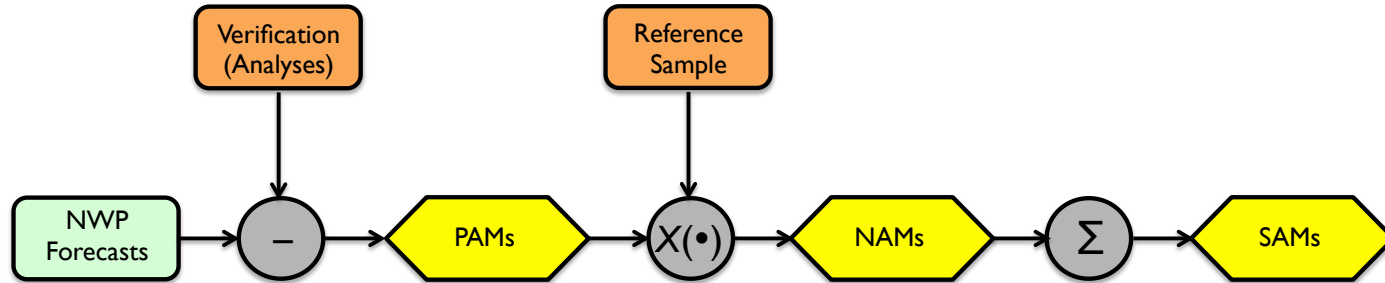 Verification
(Analyses)
Reference
Sample
NWP
Forecasts
–
PAMs
X(•)
NAMs
Σ
SAMs